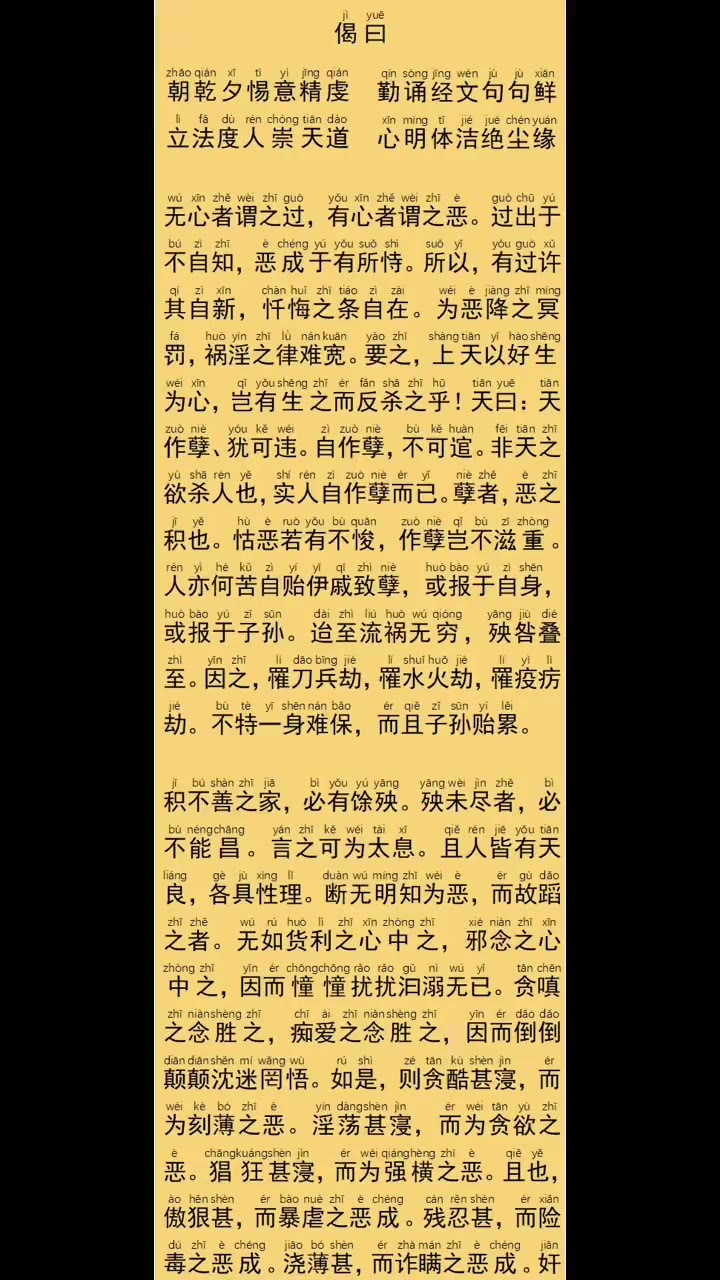 jì yuē
偈曰
zhāo qián xī tì yì jīng qián qín sòng jīng wén jù jù xiān
朝乾夕惕意精虔 勤诵经文句句鲜
lì fǎ dù rén chóng tiān dào xīn míng tǐ jié jué chén yuán
立法度人崇天道 心明体洁绝尘缘
wú xīn zhě wèi zhī guò yǒu xīn zhě wèi zhī è guò chū yú
无心者谓之过，有心者谓之恶。过出于
bú zì zhī è chéng yú yǒu suǒ shì suǒ yǐ yǒu guò xǔ
不自知，恶成于有所恃。所以，有过许
qí zì xīn chàn huǐ zhī tiáo zì zài wéi è jiàng zhī míng
其自新，忏悔之条自在。为恶降之冥
fá huò yín zhī lǜ nán kuān yào zhī shàng tiān yǐ hào shēng
罚，祸淫之律难宽。要之，上天以好生
wéi xīn qǐ yǒu shēng zhī ér fǎn shā zhī hū tiān yuē tiān
为心，岂有生之而反杀之乎！天曰：天
zuò niè yóu kě wéi zì zuò niè bù kě huàn fēi tiān zhī
作孽、犹可违。自作孽，不可逭。非天之
yù shā rén yě shí rén zì zuò niè ér yǐ niè zhě è zhī
欲杀人也，实人自作孽而已。孽者，恶之
jī yě hù è ruò yǒu bù quān zuò niè qǐ bù zī zhòng
积也。怙恶若有不悛，作孽岂不滋重。
rén yì hé kǔ zì yí yī qī zhì niè huò bào yú zì shēn
人亦何苦自贻伊戚致孽，或报于自身，
huò bào yú zǐ sūn dài zhì liú huò wú qióng yāng jiù dié
或报于子孙。迨至流祸无穷，殃咎叠
zhì yīn zhī lí dāo bīng jié lí shuǐ huǒ jié lí yì lì
至。因之，罹刀兵劫，罹水火劫，罹疫疠
jié bù tè yī shēn nán bǎo ér qiě zǐ sūn yí lěi
劫。不特一身难保，而且子孙贻累。
jī bú shàn zhī jiā bì yǒu yú yāng yāng wèi jìn zhě bì
积不善之家，必有馀殃。殃未尽者，必
bù néng chāng yán zhī kě wéi tài xī qiě rén jiē yǒu tiān
不能昌。言之可为太息。且人皆有天
liáng gè jù xìng lǐ duàn wú míng zhī wéi è ér gù dǎo
良，各具性理。断无明知为恶，而故蹈
zhī zhě wú rú huò lì zhī xīn zhòng zhī xié niàn zhī xīn
之者。无如货利之心中之，邪念之心
zhòng zhī yīn ér chōng chōng rǎo rǎo gǔ nì wú yǐ tān chēn
中之，因而憧憧扰扰汩溺无已。贪嗔
zhī niàn shèng zhī chī ài zhī niàn shèng zhī yīn ér dǎo dǎo
之念胜之，痴爱之念胜之，因而倒倒
diān diān shěn mí wǎng wù rú shì zé tān kù shèn jìn ér
颠颠沈迷罔悟。如是，则贪酷甚寖，而
wéi kè bó zhī è yín dàng shèn jìn ér wéi tān yù zhī
为刻薄之恶。淫荡甚寖，而为贪欲之
è chāng kuáng shèn jìn ér wéi qiáng hèng zhī è qiě yě
恶。猖狂甚寖，而为强横之恶。且也，
ào hěn shèn ér bào nuè zhī è chéng cán rěn shèn ér xiǎn
傲狠甚，而暴虐之恶成。残忍甚，而险
dú zhī è chéng jiāo bó shèn ér zhà mán zhī è chéng jiān
毒之恶成。浇薄甚，而诈瞒之恶成。奸